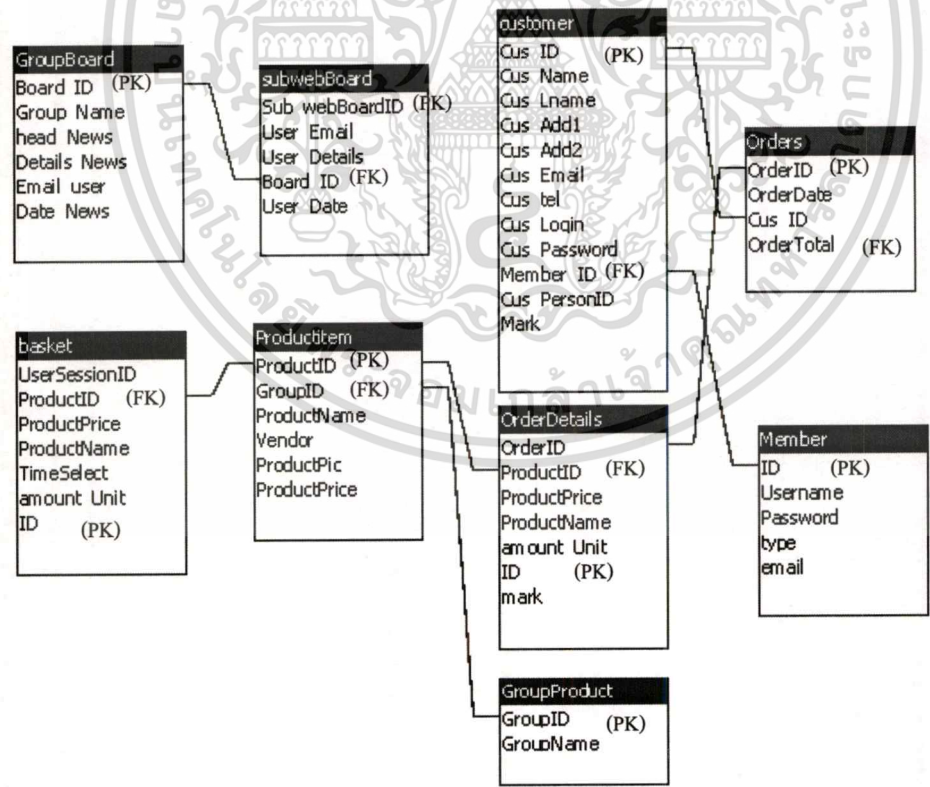 GroupBoard
Board ID (PK)
Group Name
head News
Details News
Email user
Date News
subwebBoard
Sub webBoardID (PK)
User Email
User Details
Board ID (FK)
User Date
customer
Cus ID (PK)
Cus Name
Cus Lname
Cus Add1
Cus Add2
Cus Email
Cus tel
Cus Login
Cus Password
Member ID (FK)
Cus PersonID
Mark
Orders
OrderID (PK)
OrderDate
Cus ID
OrderTotal (FK)
basket
UserSessionID
ProductID (FK)
ProductPrice
ProductName
TimeSelect
amount Unit
ID (PK)
ProductItem
ProductID (PK)
GroupID (FK)
ProductName
Vendor
ProductPic
ProductPrice
OrderDetails
OrderID
ProductID (FK)
ProductPrice
ProductName
amount Unit
ID (PK)
mark
Member
ID (PK)
Username
Password
type
email
GroupProduct
GroupID (PK)
GroupName